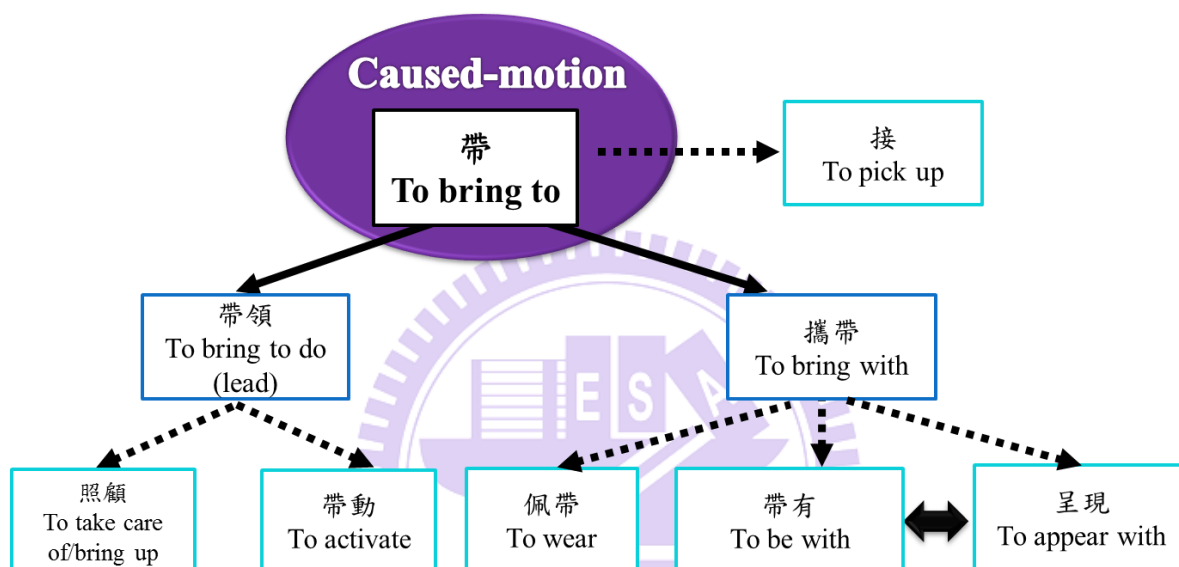 Caused-motion
帶
To bring to
接
To pick up
帶領
To bring to do
(lead)
攜帶
To bring with
E S A
照顧
To take care
of/bring up
帶動
To activate
佩帶
To wear
帶有
To be with
呈現
To appear with